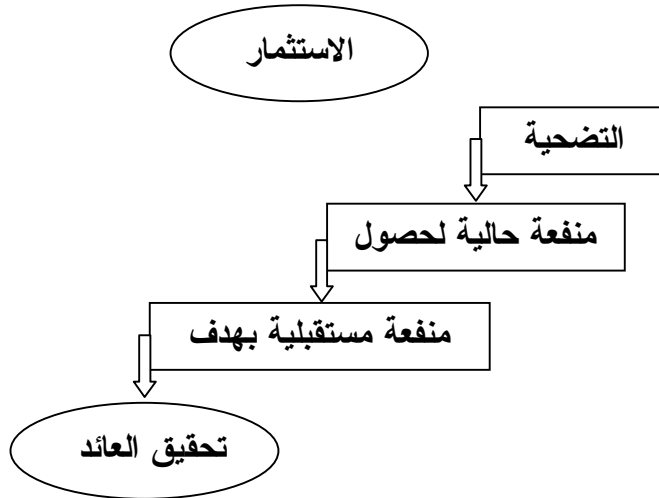 الاستثمار
التضحية
منفعة حالية لحصول
منفعة مستقبلية بهدف
تحقيق العائد